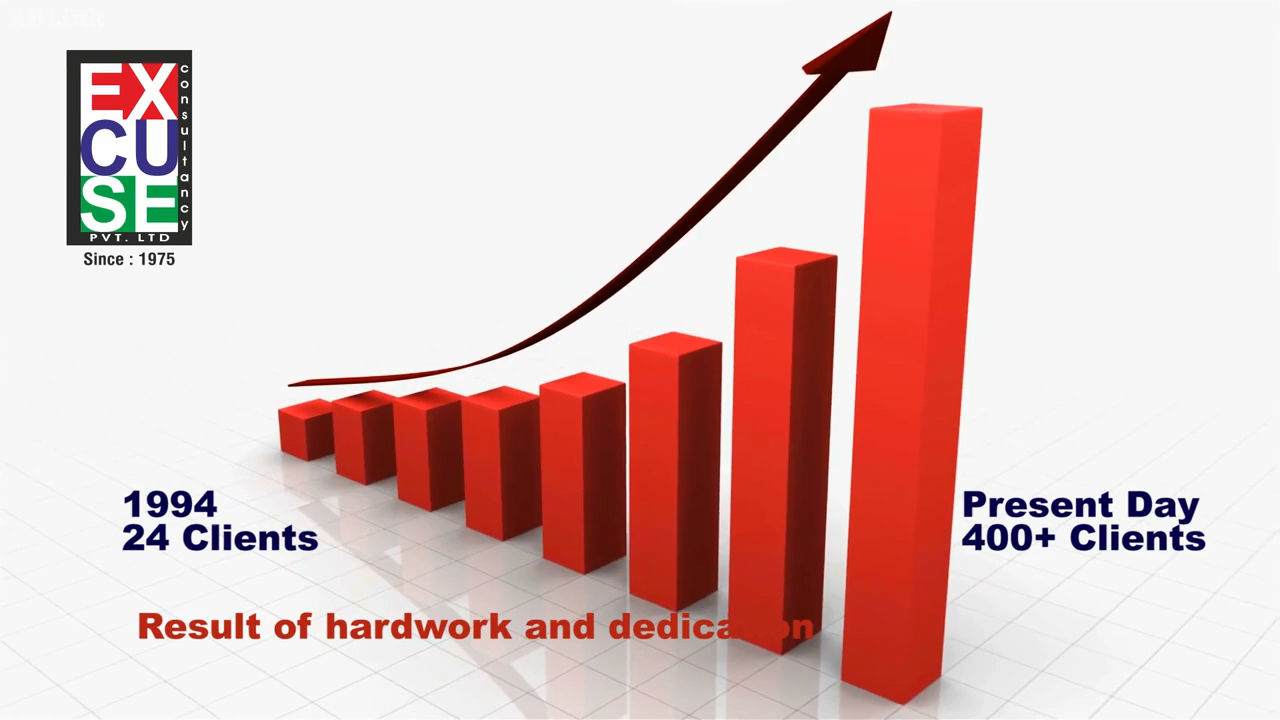 EX
CU
SE
consultancy
PVT. LTD
Since : 1975
1994
24 Clients
Present Day
400+ Clients
Result of hardwork and dedication